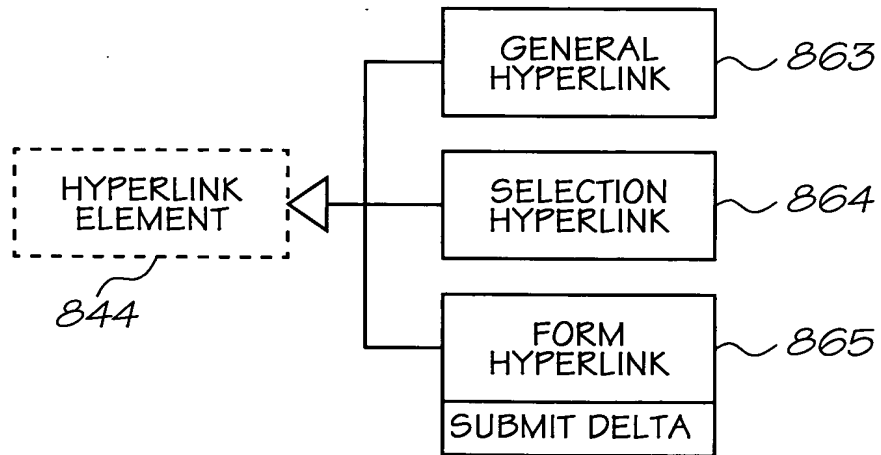 GENERAL
HYPERLINK
863
HYPERLINK
ELEMENT
844
SELECTION
HYPERLINK
864
FORM
HYPERLINK
865
SUBMIT DELTA